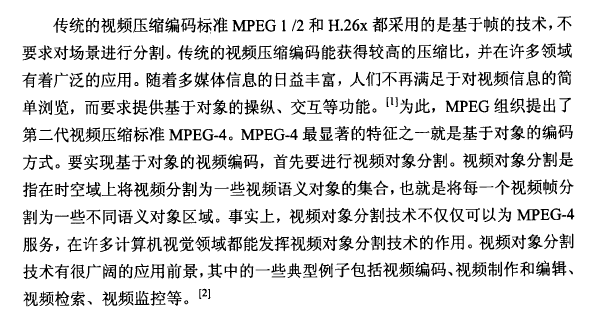 传统的视频压缩编码标准 MPEG 1 /2 和 H.26x 都采用的是基于帧的技术，不
要求对场景进行分割。传统的视频压缩编码能获得较高的压缩比，并在许多领域
有着广泛的应用。随着多媒体信息的日益丰富，人们不再满足于对视频信息的简
单浏览，而要求提供基于对象的操纵、交互等功能。[1]为此，MPEG 组织提出了
第二代视频压缩标准 MPEG-4。MPEG-4 最显著的特征之一就是基于对象的编码
方式。要实现基于对象的视频编码，首先要进行视频对象分割。视频对象分割是
指在时空域上将视频分割为一些视频语义对象的集合，也就是将每一个视频帧分
割为一些不同语义对象区域。事实上，视频对象分割技术不仅仅可以为 MPEG-4
服务，在许多计算机视觉领域都能发挥视频对象分割技术的作用。视频对象分割
技术有很广阔的应用前景，其中的一些典型例子包括视频编码、视频制作和编辑、
视频检索、视频监控等。[2]